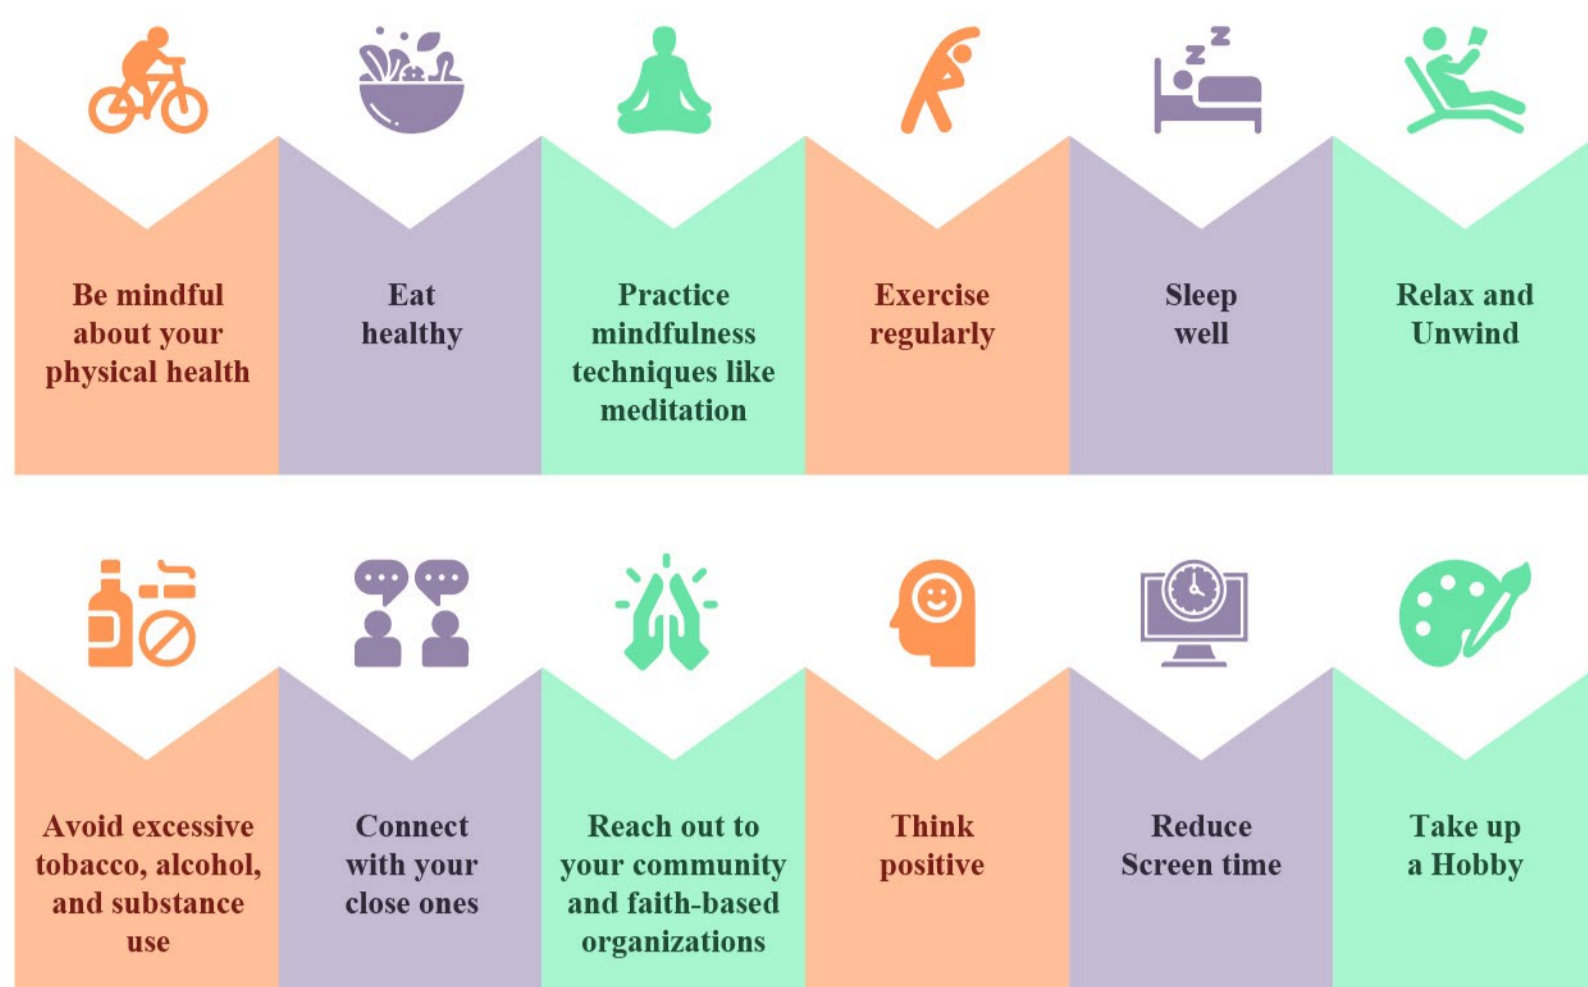 Be mindful
about your
physical health
Eat
healthy
Practice
mindfulness
techniques like
meditation
Exercise
regularly
Sleep
well
Relax and
Unwind
Avoid excessive
tobacco, alcohol,
and substance
use
Connect
with your
close ones
Reach out to
your community
and faith-based
organizations
Think
positive
Reduce
Screen time
Take up
a Hobby